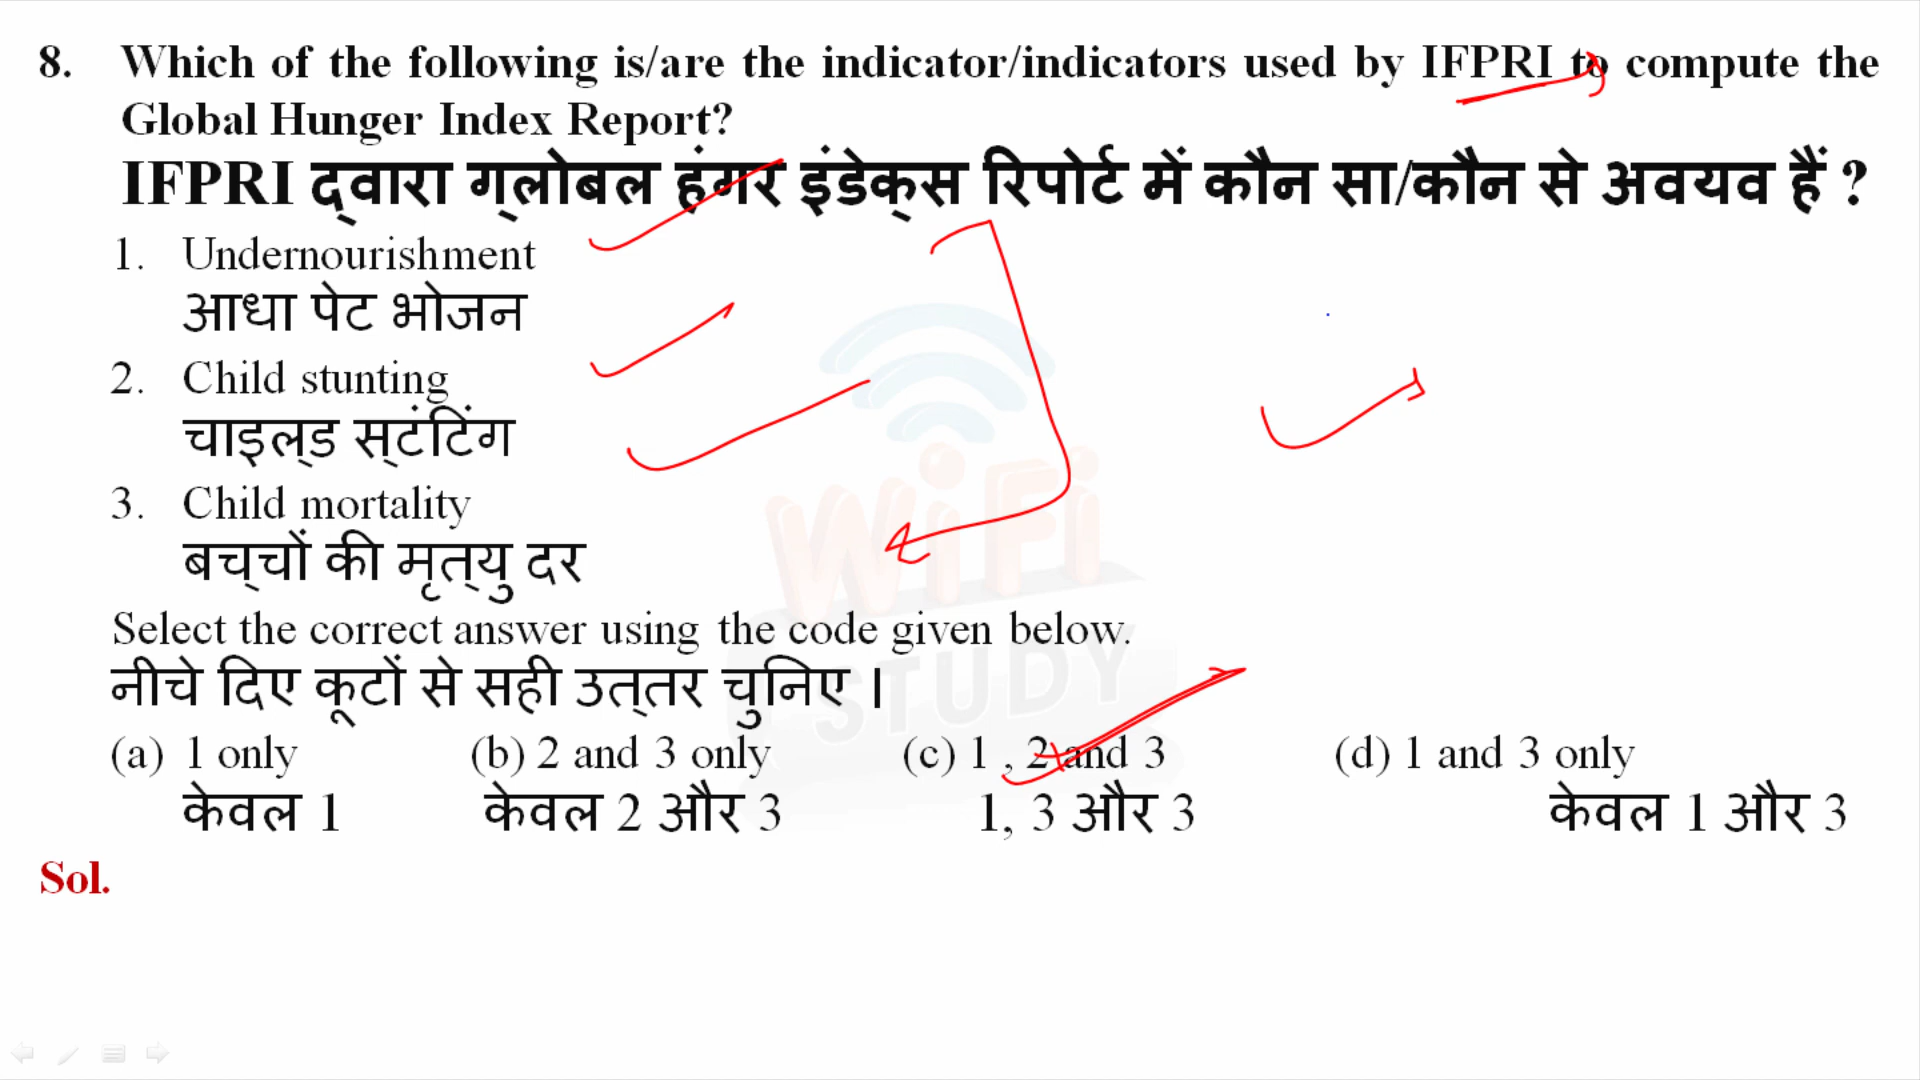 8. Which of the following is/are the indicator/indicators used by IFPRI to compute the
Global Hunger Index Report?
IFPRI द्वारा ग्लोबल हंगर इंडेक्स रिपोर्ट में कौन सा/कौन से अवयव हैं ?
1. Undernourishment
आधा पेट भोजन
2. Child stunting
चाइल्ड स्टंटिंग
3. Child mortality
बच्चों की मृत्यु दर
Select the correct answer using the code given below.
नीचे दिए कूटों से सही उत्तर चुनिए ।
(a) 1 only (b) 2 and 3 only (c) 1 , 2 and 3 (d) 1 and 3 only
केवल 1 केवल 2 और 3 1, 3 और 3 केवल 1 और 3
Sol.
WiFi
STUDY